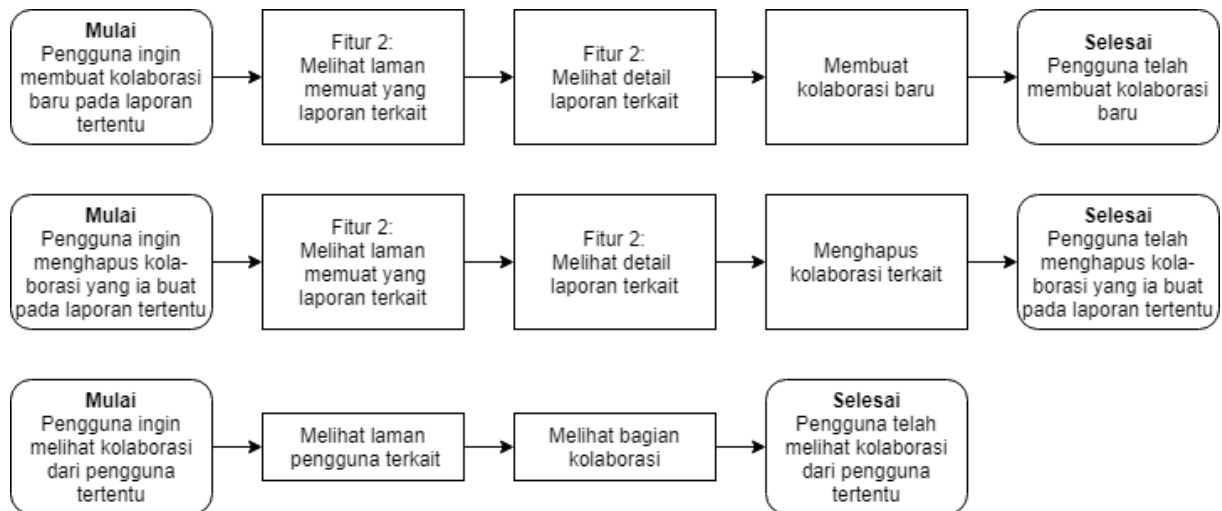 Mulai
Pengguna ingin
membuat kolaborasi
baru pada laporan
tertentu
Fitur 2:
Melihat laman
memuat yang
laporan terkait
Fitur 2:
Melihat detail
laporan terkait
Membuat
kolaborasi baru
Selesai
Pengguna telah
membuat kolaborasi
baru
Mulai
Pengguna ingin
menghapus kola-
borasi yang ia buat
pada laporan tertentu
Fitur 2:
Melihat laman
memuat yang
laporan terkait
Fitur 2:
Melihat detail
laporan terkait
Menghapus
kolaborasi terkait
Selesai
Pengguna telah
menghapus kola-
borasi yang ia buat
pada laporan tertentu
Mulai
Pengguna ingin
melihat kolaborasi
dari pengguna
tertentu
Melihat laman
pengguna terkait
Melihat bagian
kolaborasi
Selesai
Pengguna telah
melihat kolaborasi
dari pengguna
tertentu